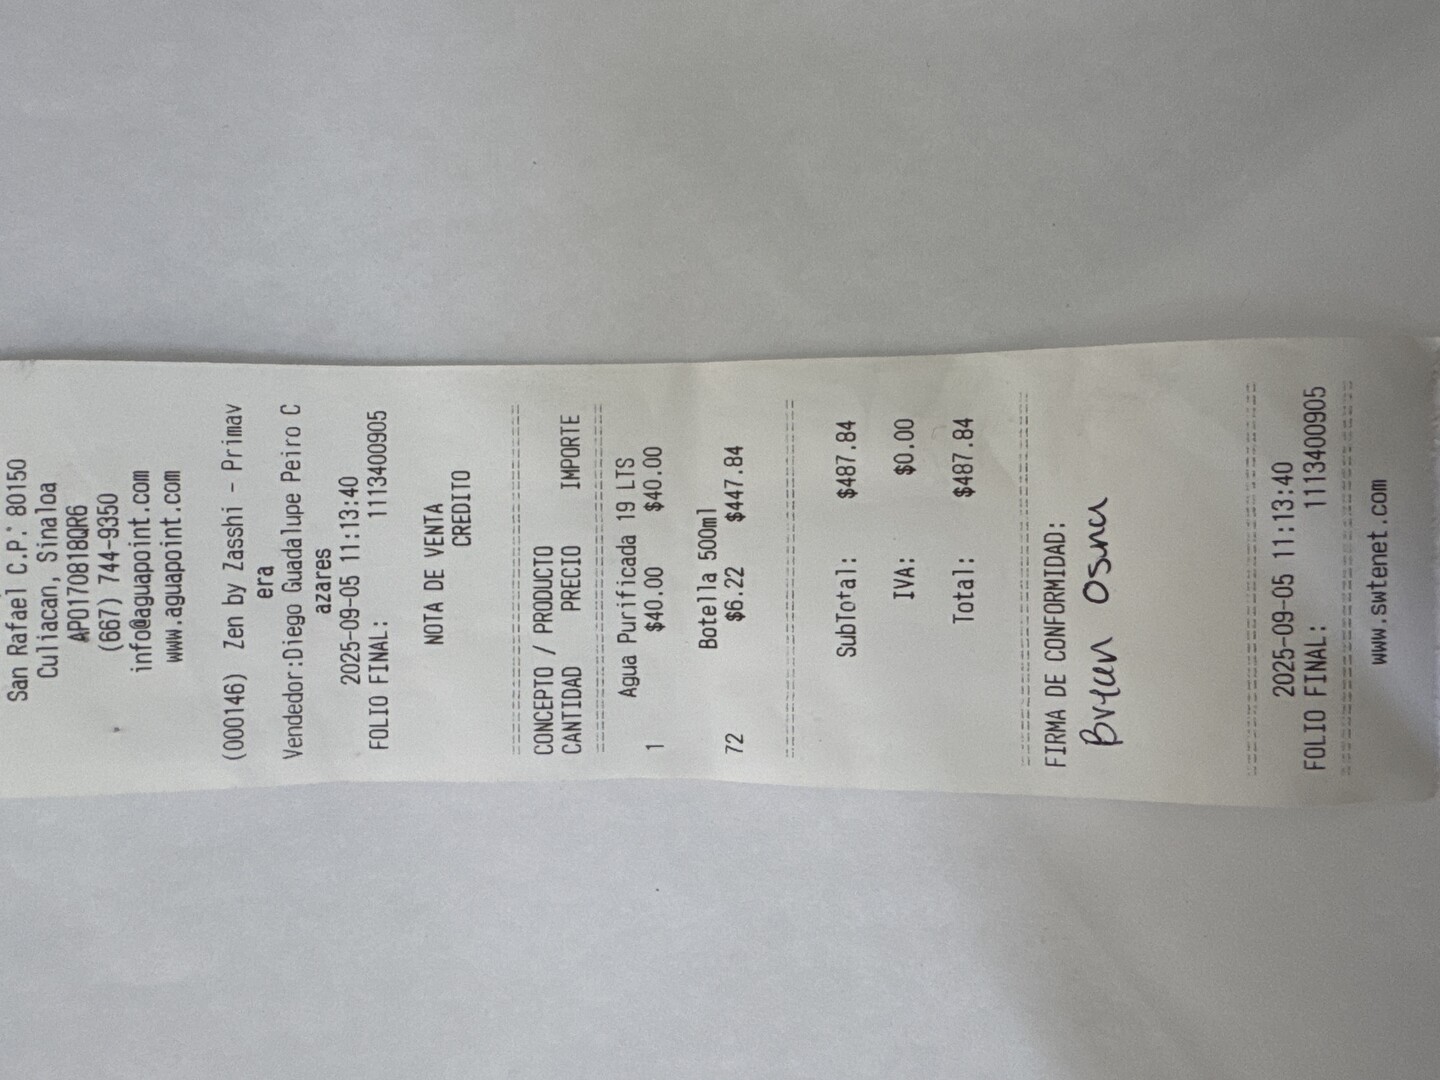 San Rafael C.P.: 80150
Culiacan, Sinaloa
APO170818QR6
(667) 744-9350
info@aguapoint.com
www.aguapoint.com
(000146) Zen by Zasshi - Primav
era
Vendedor:Diego Guadalupe Peiro C
azares
2025-09-05 11:13:40
FOLIO FINAL: 1113400905
NOTA DE VENTA
CREDITO
CONCEPTO / PRODUCTO
CANTIDAD PRECIO IMPORTE
Agua Purificada 19 LTS
1 $40.00 $40.00
Botella 500ml
72 $6.22 $447.84
SubTotal: $487.84
IVA: $0.00
Total: $487.84
FIRMA DE CONFORMIDAD:
Osuna
2025-09-05 11:13:40
FOLIO FINAL: 1113400905
www.swtenet.com